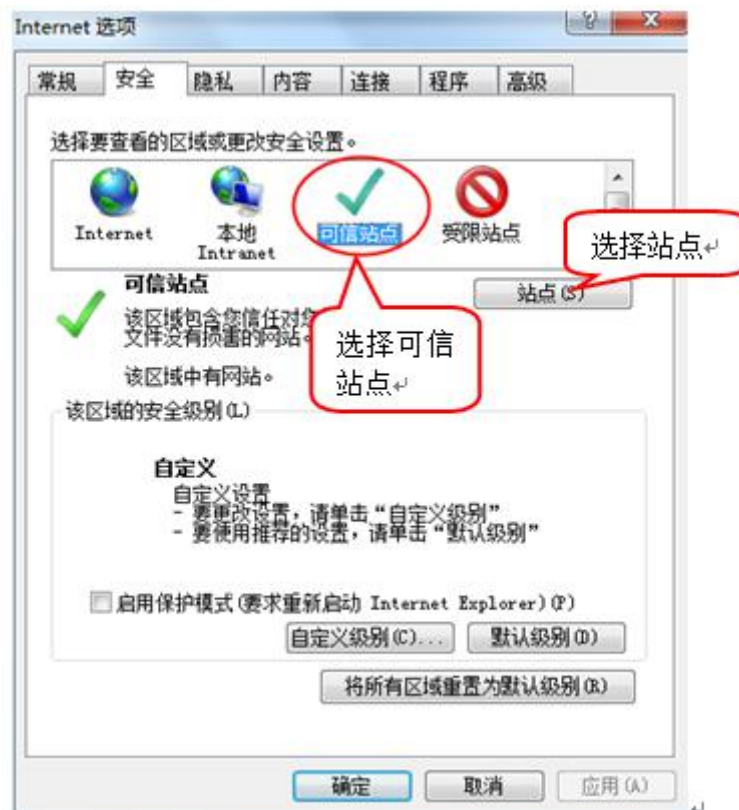 Internet 选项
常规 安全 隐私 内容 连接 程序 高级
选择要查看的区域或更改安全设置。
Internet
本地
Intranet
可信站点
受限站点
选择站点
可信站点
站点(S)
该区域包含您信任对您
文件没有损害的网站。
选择可信
站点
该区域中有网站。
该区域的安全级别(L)
自定义
自定义设置
- 要更改设置，请单击“自定义级别”
- 要使用推荐的设置，请单击“默认级别”
启用保护模式(要求重新启动 Internet Explorer)(P)
自定义级别(C)... 默认级别(D)
将所有区域重置为默认级别(R)
确定 取消 应用(A)